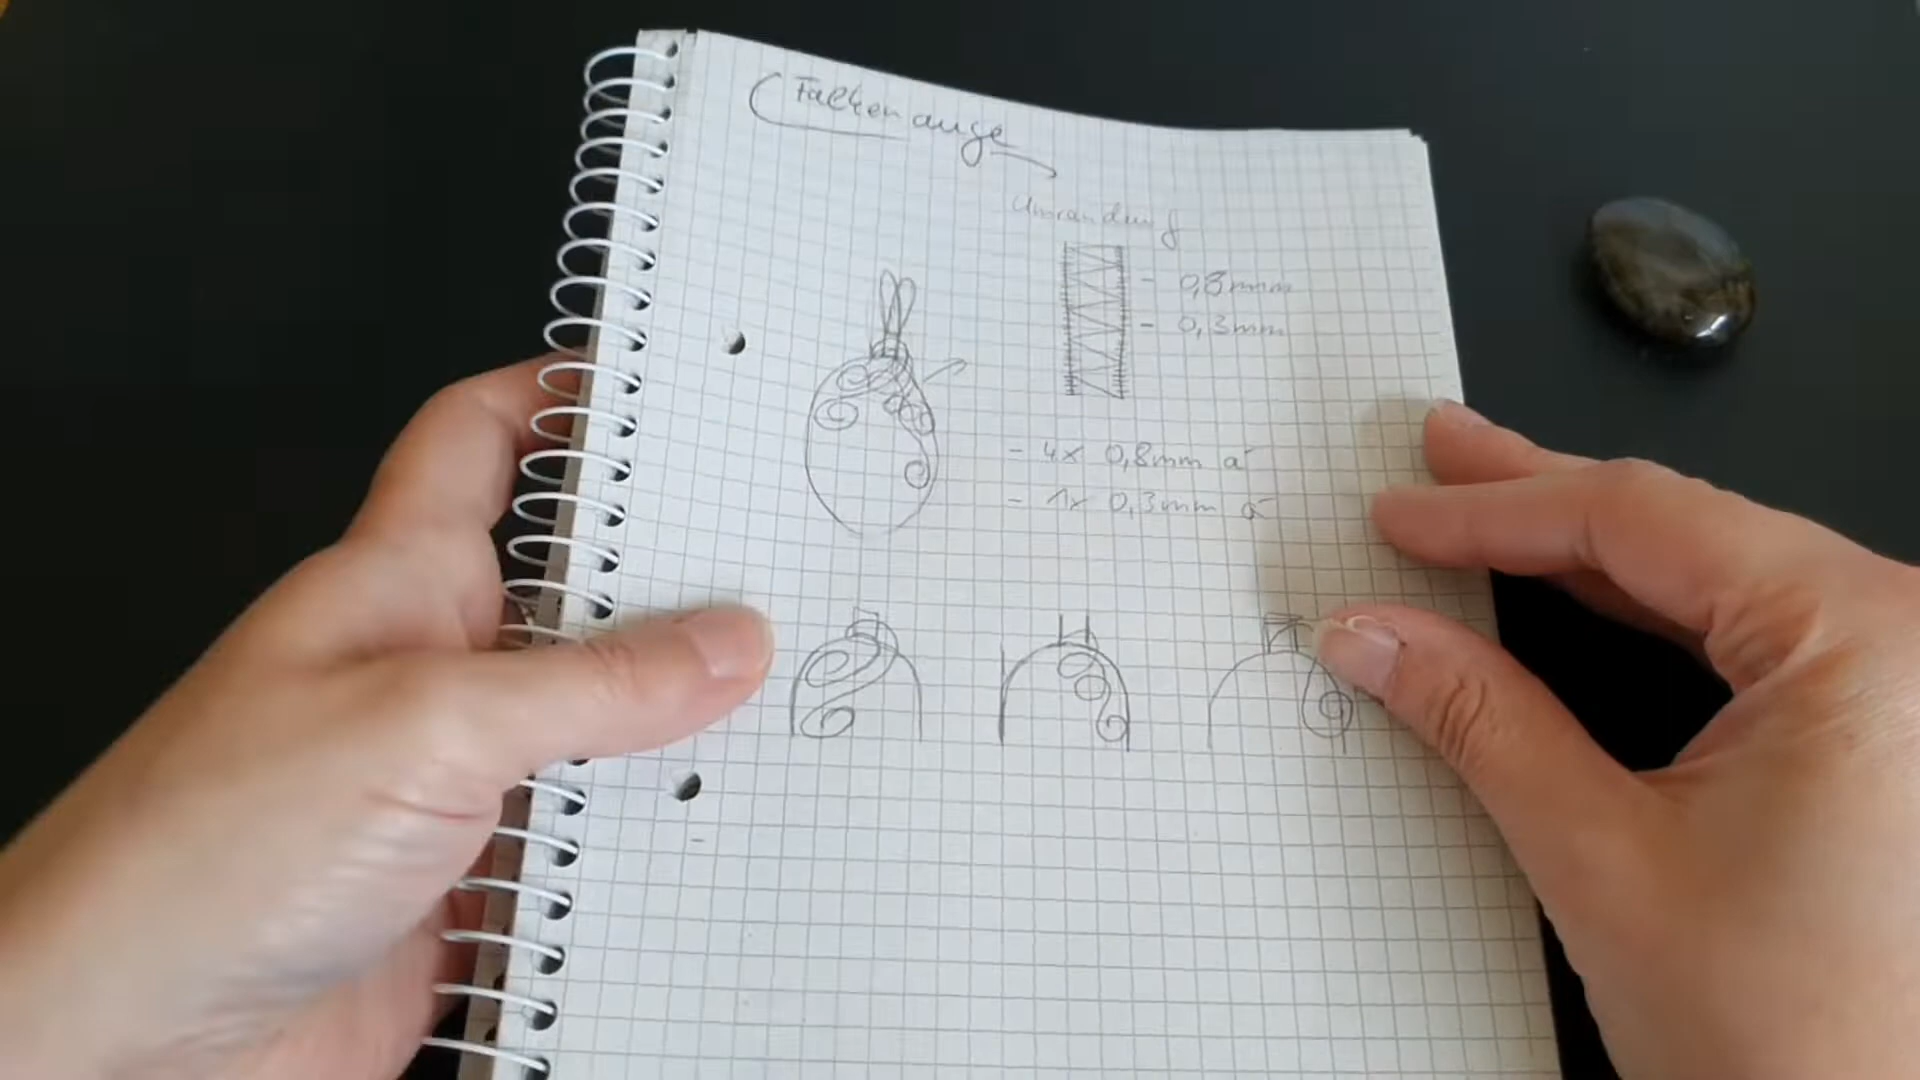 Falkenauge
Umrandung
- 0,8mm
- 0,3mm
- 4x 0,8mm á
- 1x 0,3mm á
-